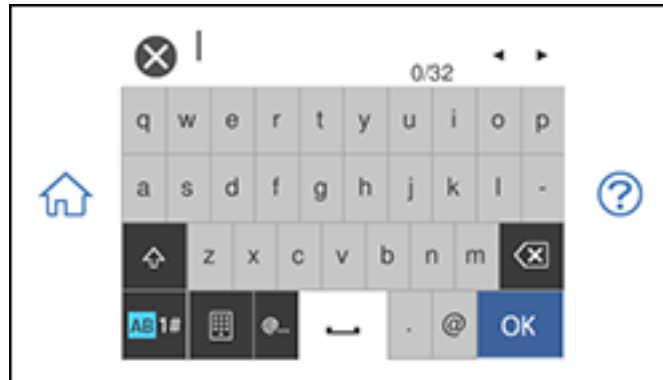 0/32
q w e r t y u i o p
a s d f g h j k l -
z x c v b n m
AB 1# @... . @ OK
?